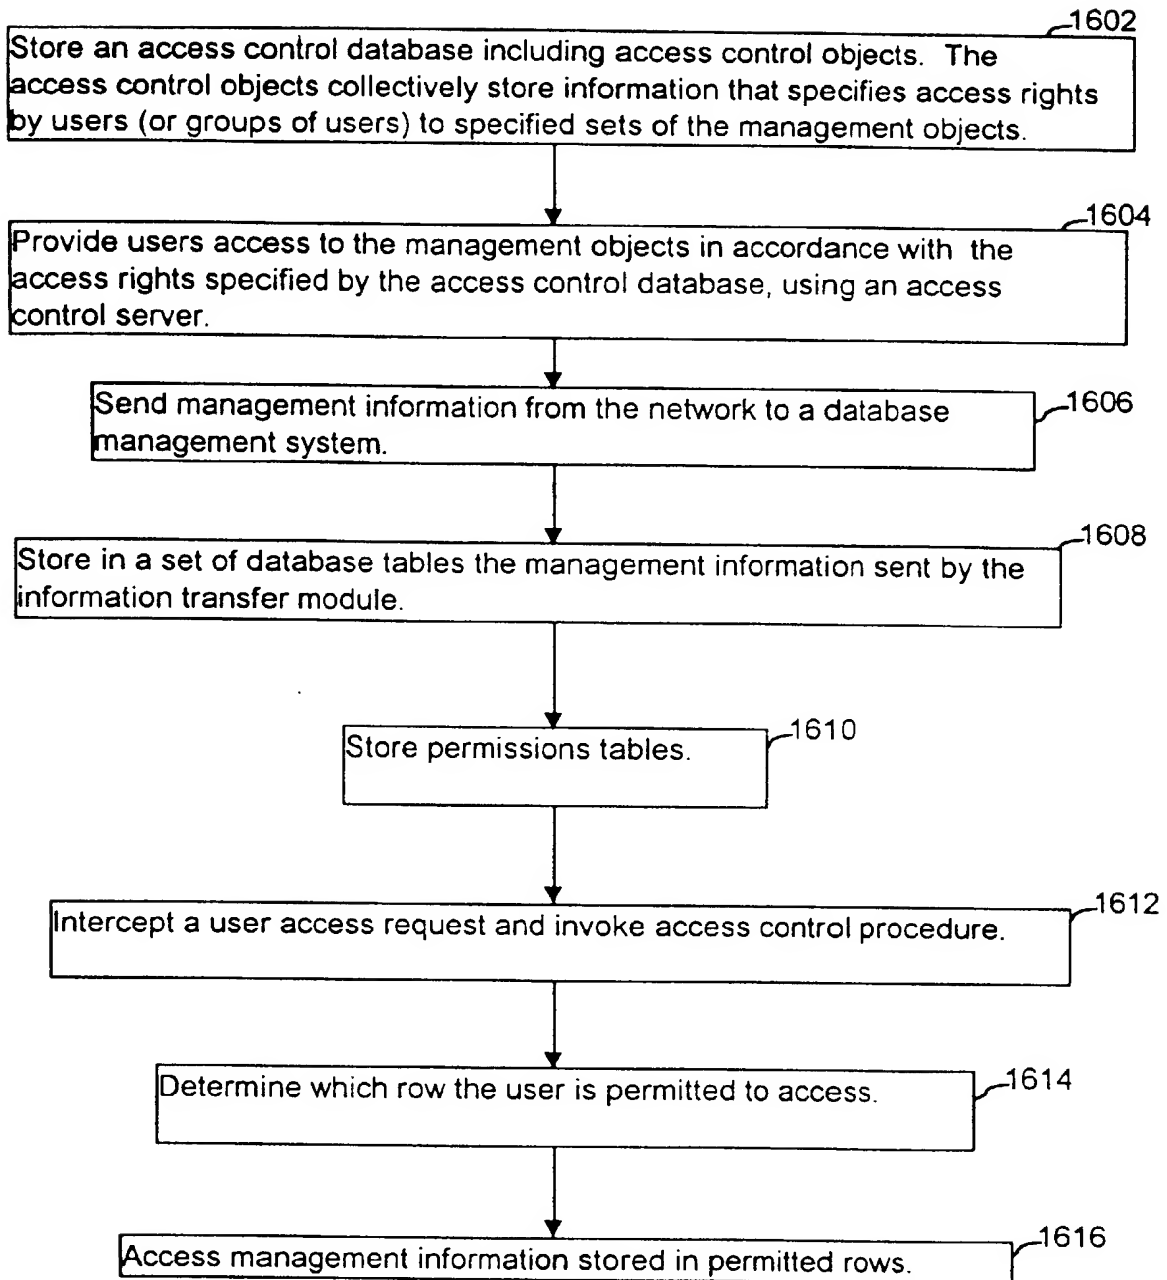 1602
Store an access control database including access control objects. The
access control objects collectively store information that specifies access rights
by users (or groups of users) to specified sets of the management objects.
1604
Provide users access to the management objects in accordance with the
access rights specified by the access control database, using an access
control server.
1606
Send management information from the network to a database
management system.
1608
Store in a set of database tables the management information sent by the
information transfer module.
1610
Store permissions tables.
1612
Intercept a user access request and invoke access control procedure.
1614
Determine which row the user is permitted to access.
1616
Access management information stored in permitted rows.